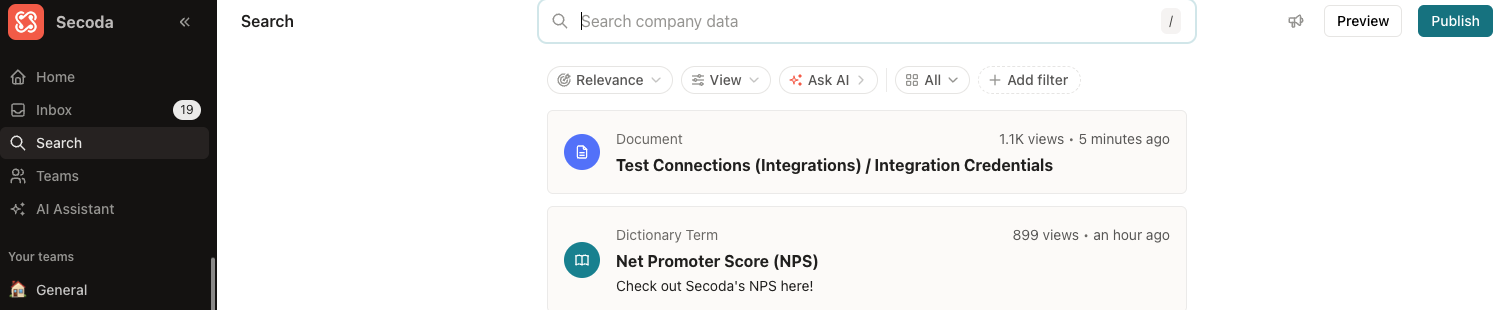 Secoda
Home
Inbox 19
Search
Teams
AI Assistant
Your teams
General
Search
Search company data /
Preview
Publish
Relevance View Ask AI All Add filter
Document 1.1K views • 5 minutes ago
Test Connections (Integrations) / Integration Credentials
Dictionary Term 899 views • an hour ago
Net Promoter Score (NPS)
Check out Secoda's NPS here!